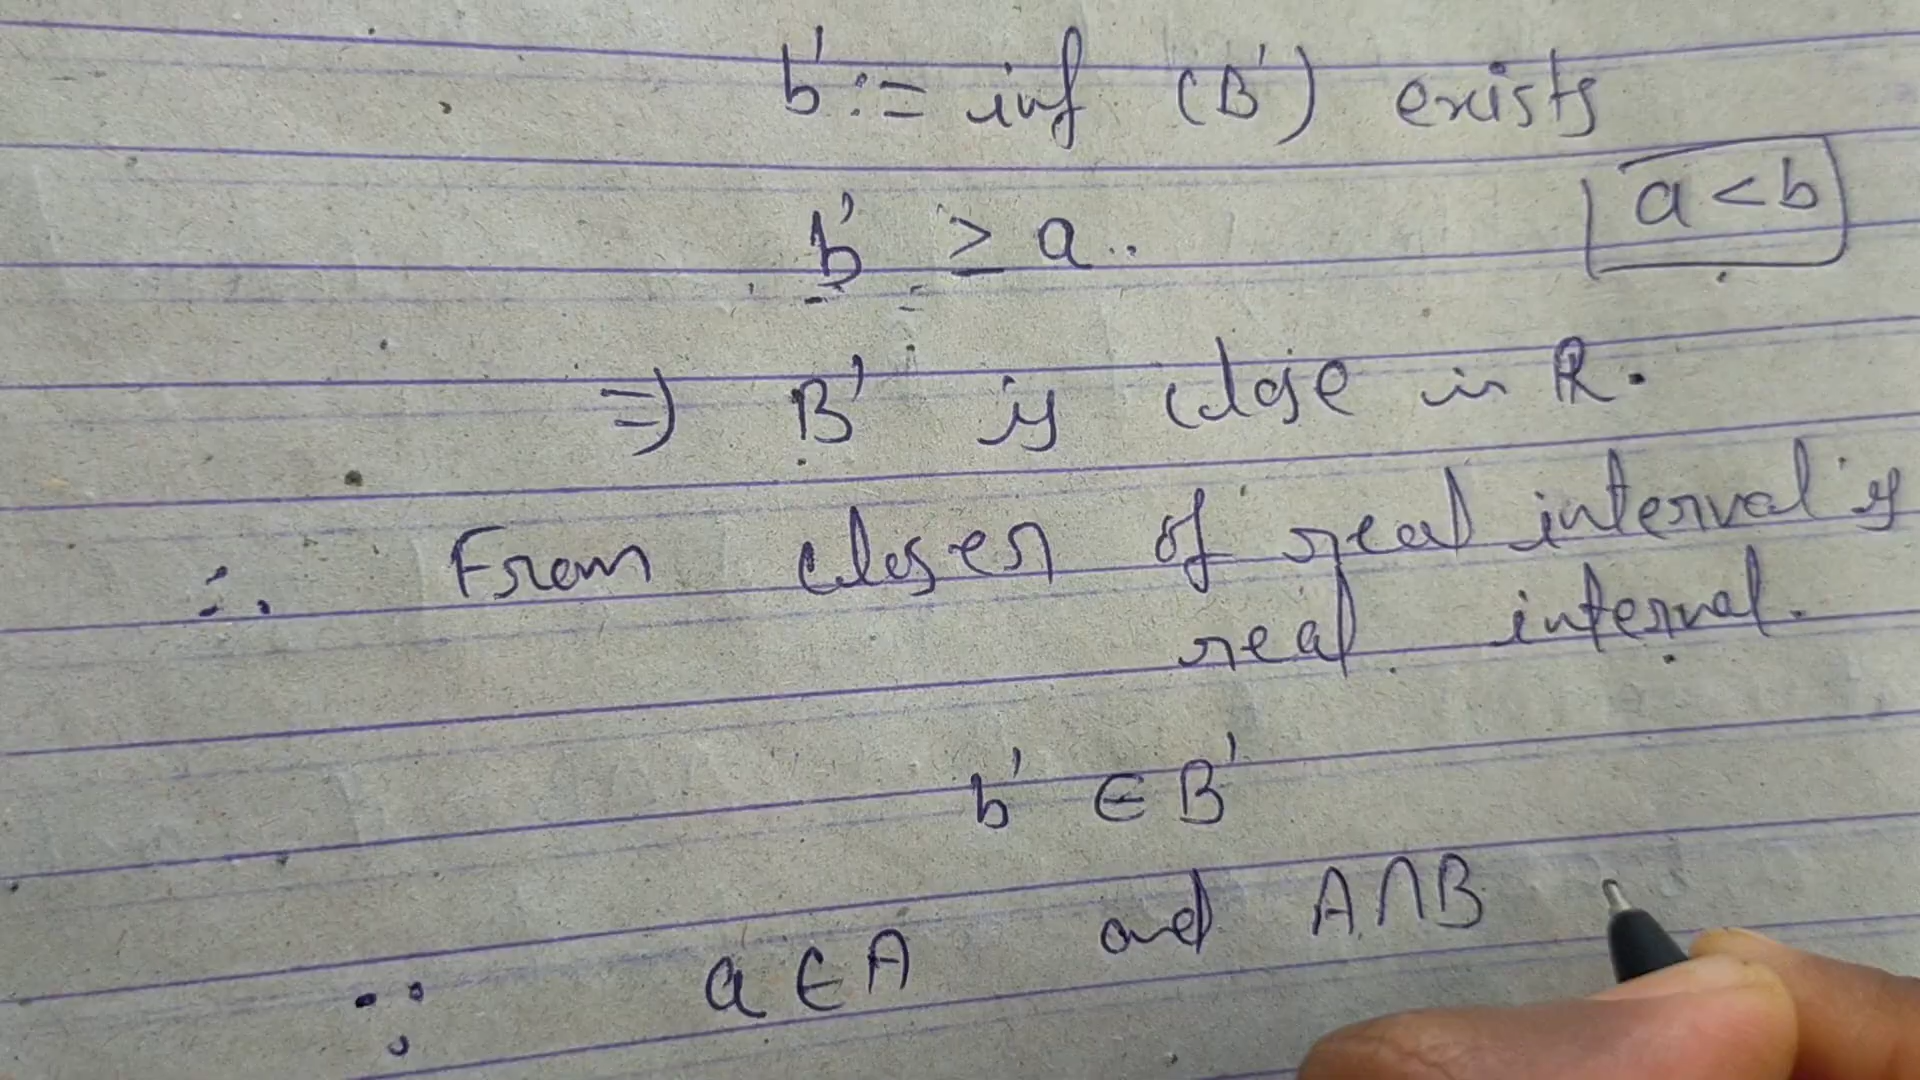 b' := inf (B') exists
b' ≥ a..
a < b
⇒ B' is close in R.
∴ From closer of real interval is
real interval.
b' ∈ B'
∵ a ∈ A and A∩B